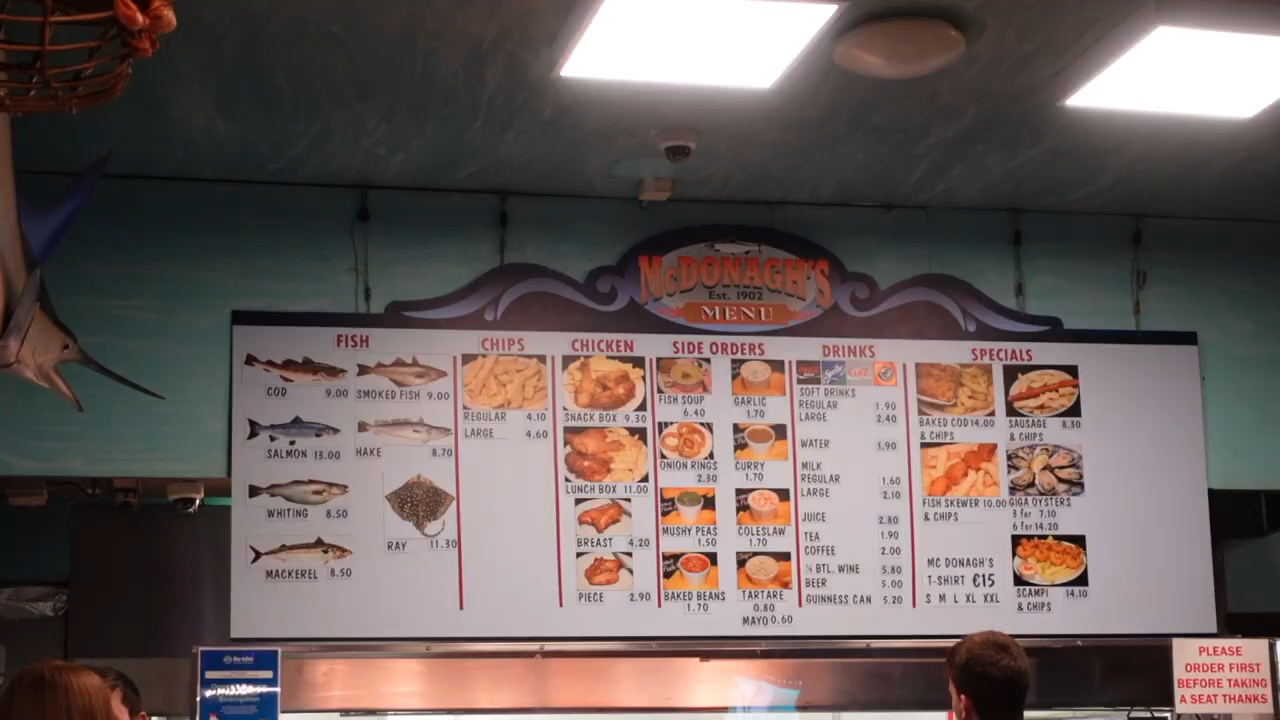 McDONAGH'S
Est. 1902
MENU
FISH
COD 9.00
SMOKED FISH 9.00
SALMON 13.00
HAKE 8.70
WHITING 8.50
RAY 11.30
MACKEREL 8.50
CHIPS
REGULAR 4.10
LARGE 4.60
CHICKEN
SNACK BOX 9.30
LUNCH BOX 11.00
BREAST 4.20
PIECE 2.90
SIDE ORDERS
FISH SOUP
6.40
GARLIC
1.70
ONION RINGS
2.30
CURRY
1.70
MUSHY PEAS
1.50
COLESLAW
1.70
BAKED BEANS
1.70
TARTARE
0.80
MAYO 0.60
DRINKS
SOFT DRINKS
REGULAR 1.90
LARGE 2.40
WATER 1.90
MILK
REGULAR 1.60
LARGE 2.10
JUICE 2.80
TEA 1.90
COFFEE 2.00
¼ BTL. WINE 5.80
BEER 5.00
GUINNESS CAN 5.20
SPECIALS
BAKED COD 14.00
& CHIPS
SAUSAGE 8.30
& CHIPS
FISH SKEWER 10.00
& CHIPS
GIGA OYSTERS
3 for 7.10
6 for 14.20
MC DONAGH'S
T-SHIRT €15
S M L XL XXL
SCAMPI 14.10
& CHIPS
PLEASE
ORDER FIRST
BEFORE TAKING
A SEAT THANKS